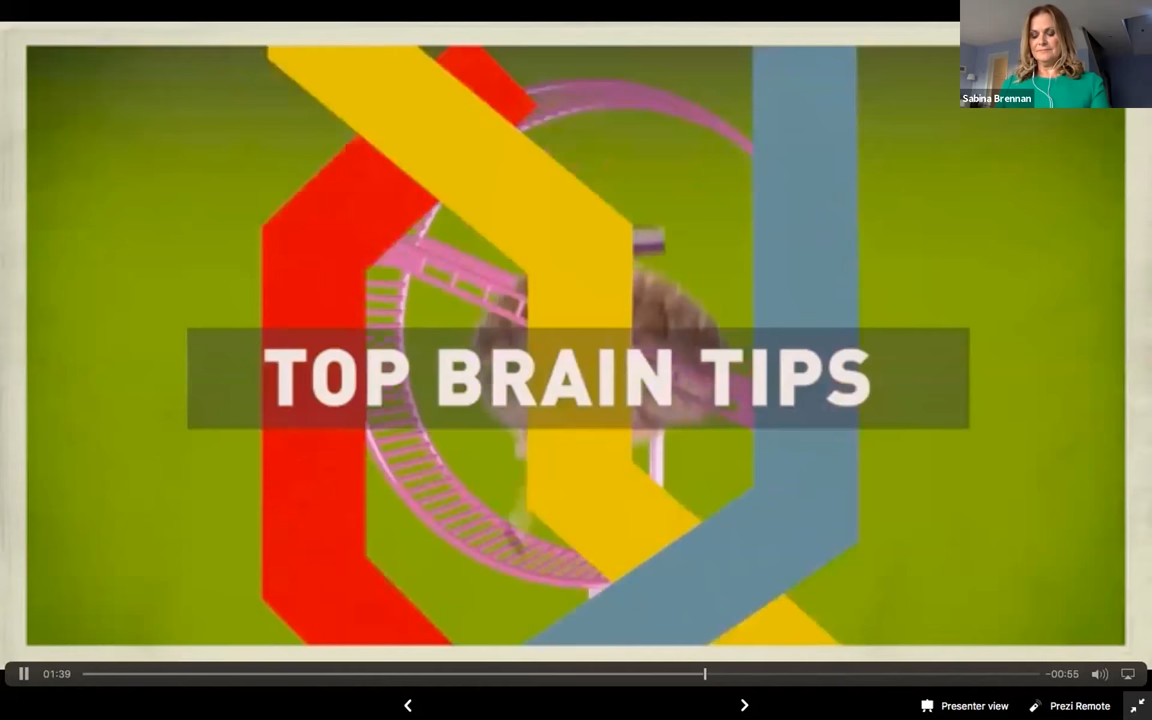 Sabina Brennan
TOP BRAIN TIPS
01:39
-00:55
Presenter view
Prezi Remote